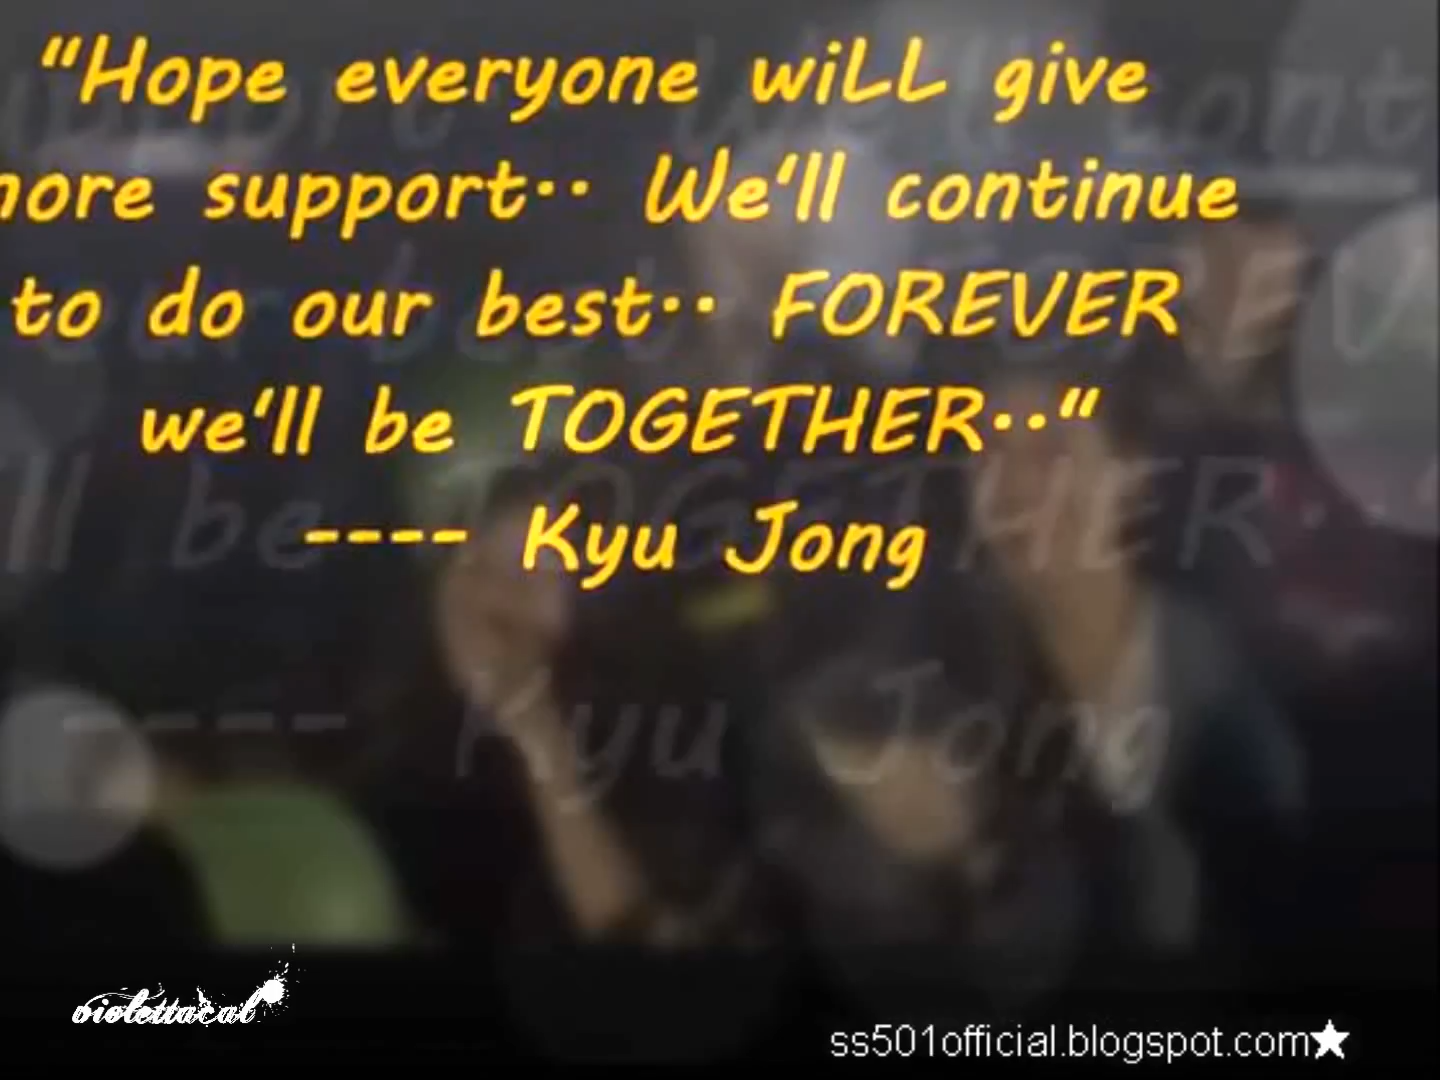 “Hope everyone wiLL give
more support·· We'll continue
to do our best·· FOREVER
we'll be TOGETHER··“
---- Kyu Jong
violettacal
ss501official.blogspot.com★